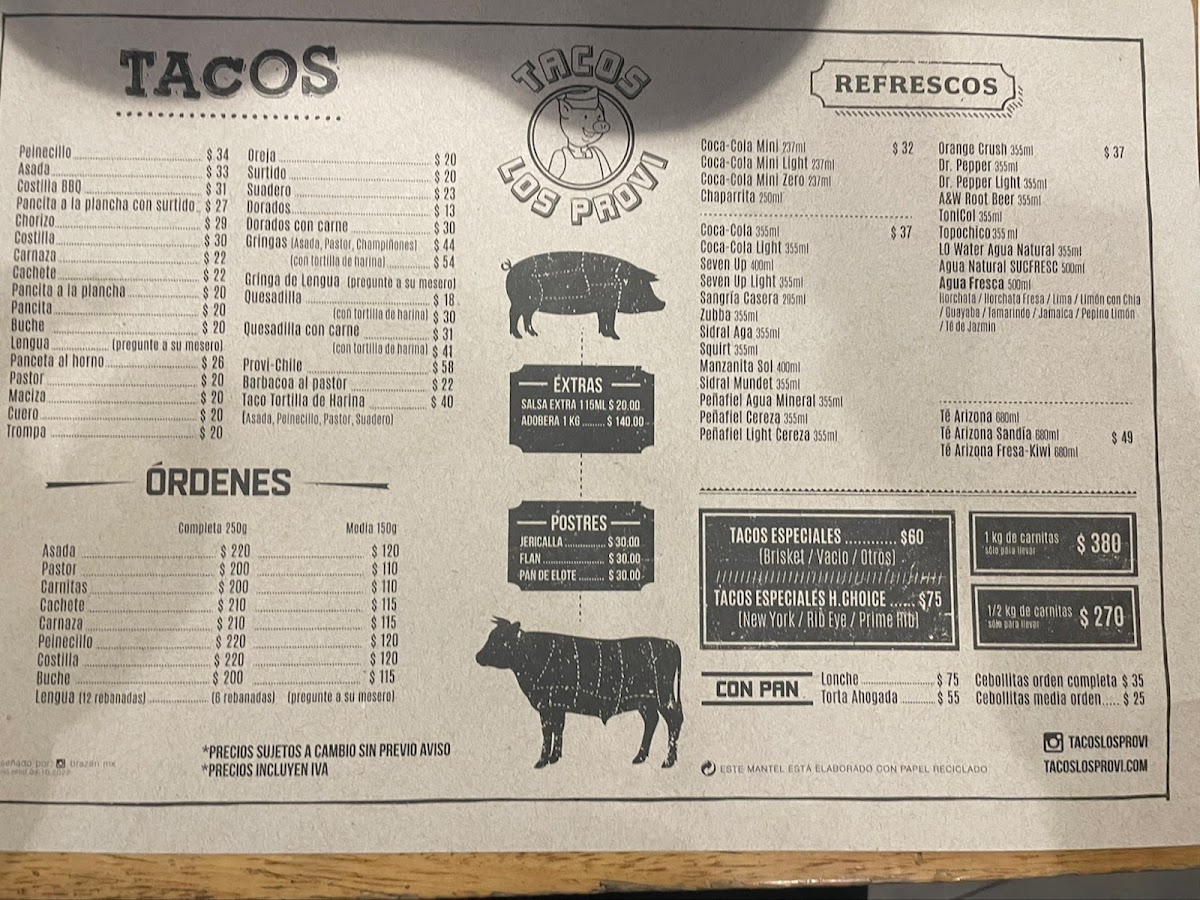 TACOS
Peinecillo $ 34
Asada $ 33
Costilla BBQ $ 31
Pancita a la plancha con surtido $ 27
Chorizo $ 29
Costilla $ 30
Carnaza $ 22
Cachete $ 22
Pancita a la plancha $ 20
Pancita $ 20
Buche $ 20
Lengua (pregunte a su mesero)
Panceta al horno $ 26
Pastor $ 20
Maciza $ 20
Cuero $ 20
Trompa $ 20
Oreja $ 20
Surtido $ 20
Suadero $ 23
Dorados $ 13
Dorados con carne $ 30
Gringas (Asada, Pastor, Champiñones) $ 44
(con tortilla de harina) $ 54
Gringa de Lengua (pregunte a su mesero)
Quesadilla $ 18
(con tortilla de harina) $ 30
Quesadilla con carne $ 31
(con tortilla de harina) $ 41
Provi-Chile $ 58
Barbacoa al pastor $ 22
Taco Tortilla de Harina $ 40
(Asada, Peinecillo, Pastor, Suadero)
ÓRDENES
Completa 250g Media 150g
Asada $ 220 $ 120
Pastor $ 200 $ 110
Carnitas $ 200 $ 110
Cachete $ 210 $ 115
Carnaza $ 210 $ 115
Peinecillo $ 220 $ 120
Costilla $ 220 $ 120
Buche $ 200 $ 115
Lengua (12 rebanadas) (6 rebanadas) (pregunte a su mesero)
*PRECIOS SUJETOS A CAMBIO SIN PREVIO AVISO
*PRECIOS INCLUYEN IVA
señado por: brazan.mx
TACOS
LOS PROVI
EXTRAS
SALSA EXTRA 115ML $ 20.00
ADOBERA 1 KG $ 140.00
POSTRES
JERICALLA $ 30.00
FLAN $ 30.00
PAN DE ELOTE $ 30.00
REFRESCOS
Coca-Cola Mini 237ml $ 32
Coca-Cola Mini Light 237ml
Coca-Cola Mini Zero 237ml
Chaparrita 250ml
Coca-Cola 355ml $ 37
Coca-Cola Light 355ml
Seven Up 400ml
Seven Up Light 355ml
Sangría Casera 295ml
Zubba 355ml
Sidral Aga 355ml
Squirt 355ml
Manzanita Sol 400ml
Sidral Mundet 355ml
Peñafiel Agua Mineral 355ml
Peñafiel Cereza 355ml
Peñafiel Light Cereza 355ml
Orange Crush 355ml $ 37
Dr. Pepper 355ml
Dr. Pepper Light 355ml
A&W Root Beer 355ml
ToniCol 355ml
Topochico 355 ml
LO Water Agua Natural 355ml
Agua Natural SUCFRESC 500ml
Agua Fresca 500ml
Horchata / Horchata Fresa / Lima / Limón con Chia
/ Guayaba / Tamarindo / Jamaica / Pepino Limón
/ Té de Jazmin
Té Arizona 680ml
Té Arizona Sandía 680ml $ 49
Té Arizona Fresa-Kiwi 680ml
TACOS ESPECIALES $60
(Brisket / Vacio / Otros)
TACOS ESPECIALES H.CHOICE $75
(New York / Rib Eye / Prime Rib)
1 kg de carnitas $ 380
sólo para llevar
1/2 kg de carnitas $ 270
sólo para llevar
CON PAN
Lonche $ 75
Torta Ahogada $ 55
Cebollitas orden completa $ 35
Cebollitas media orden..... $ 25
TACOSLOSPROVI
TACOSLOSPROVI.COM
ESTE MANTEL ESTÁ ELABORADO CON PAPEL RECICLADO